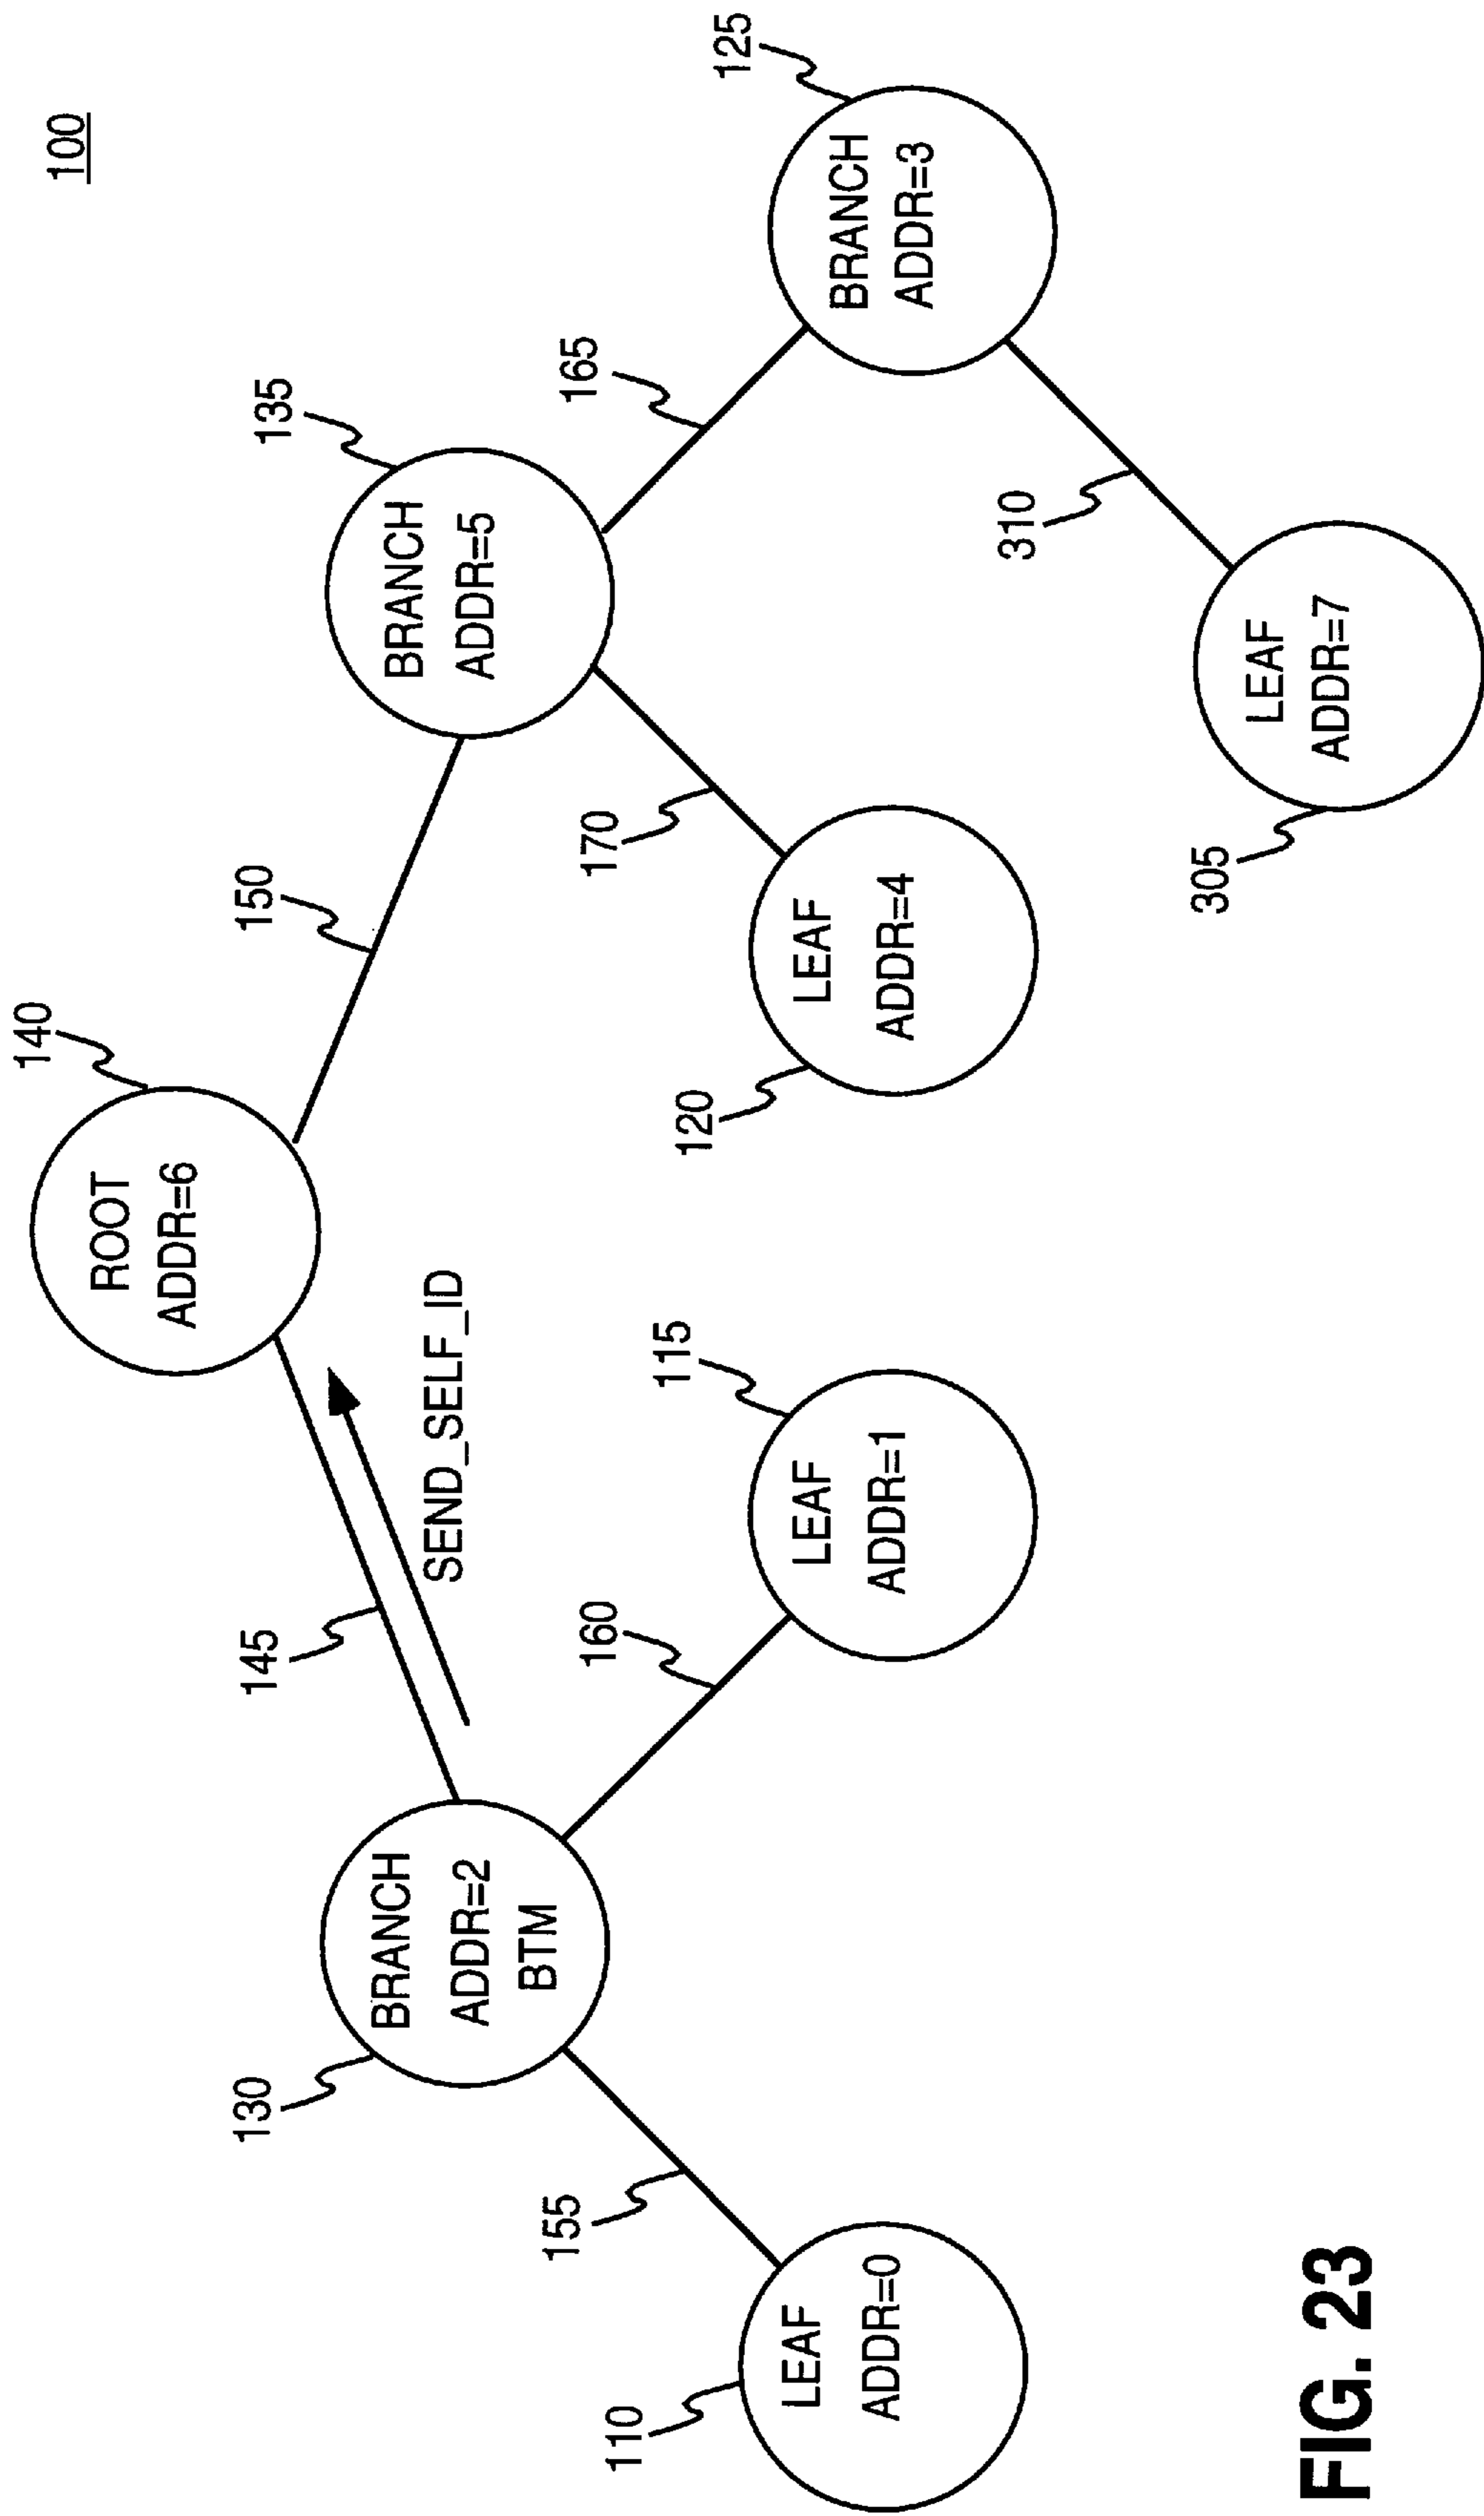 100
140
ROOT
ADDR=6
145
150
SEND_SELF_ID
130
BRANCH
ADDR=2
BTM
135
BRANCH
ADDR=5
155
160
170
165
110
LEAF
ADDR=0
115
LEAF
ADDR=1
120
LEAF
ADDR=4
125
BRANCH
ADDR=3
310
305
LEAF
ADDR=7
FIG. 23